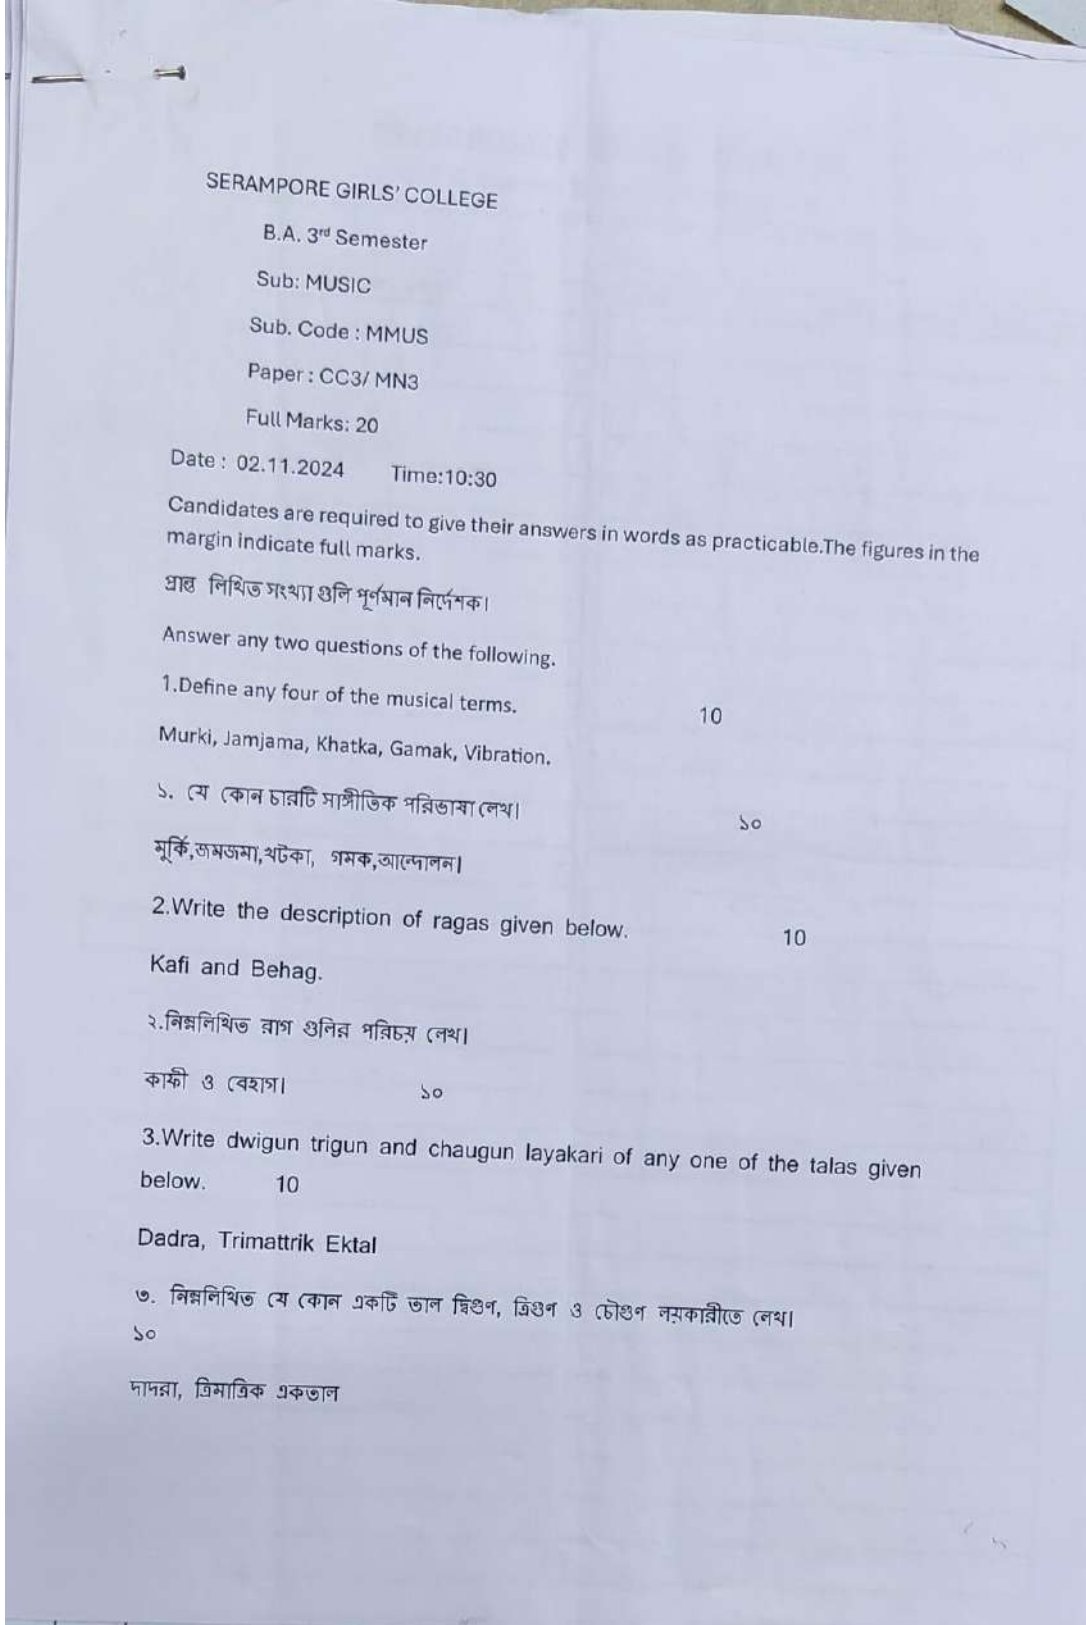 SERAMPORE GIRLS' COLLEGE
B.A. 3rd Semester
Sub: MUSIC
Sub. Code : MMUS
Paper : CC3/ MN3
Full Marks: 20
Date : 02.11.2024 Time:10:30
Candidates are required to give their answers in words as practicable.The figures in the
margin indicate full marks.
প্রান্ত লিখিত সংখ্যা গুলি পূর্ণমান নির্দেশক।
Answer any two questions of the following.
1.Define any four of the musical terms. 10
Murki, Jamjama, Khatka, Gamak, Vibration.
১. যে কোন চারটি সাঙ্গীতিক পরিভাষা লেখ। ১০
মূর্কি,জমজমা,খটকা, গমক,আন্দোলন।
2.Write the description of ragas given below. 10
Kafi and Behag.
২.নিম্নলিখিত রাগ গুলির পরিচয় লেখ।
কাফী ও বেহাগ। ১০
3.Write dwigun trigun and chaugun layakari of any one of the talas given
below. 10
Dadra, Trimattrik Ektal
৩. নিম্নলিখিত যে কোন একটি তাল দ্বিগুণ, ত্রিগুণ ও চৌগুণ লয়কারীতে লেখ।
১০
দাদরা, ত্রিমাত্রিক একতাল